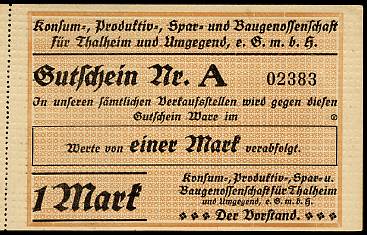 Konsum-, Produktiv-, Spar- und Baugenossenschaft
für Thalheim und Umgegend, e. G. m. b. H.
Gutschein Nr. A 02383
In unseren sämtlichen Verkaufsstellen wird gegen diesen
Gutschein Ware im
Werte von einer Mark verabfolgt.
1 Mark
Konsum-, Produktiv-, Spar- u.
Baugenossenschaft für Thalheim
und Umgegend, e. G. m. b. H.
Der Vorstand.